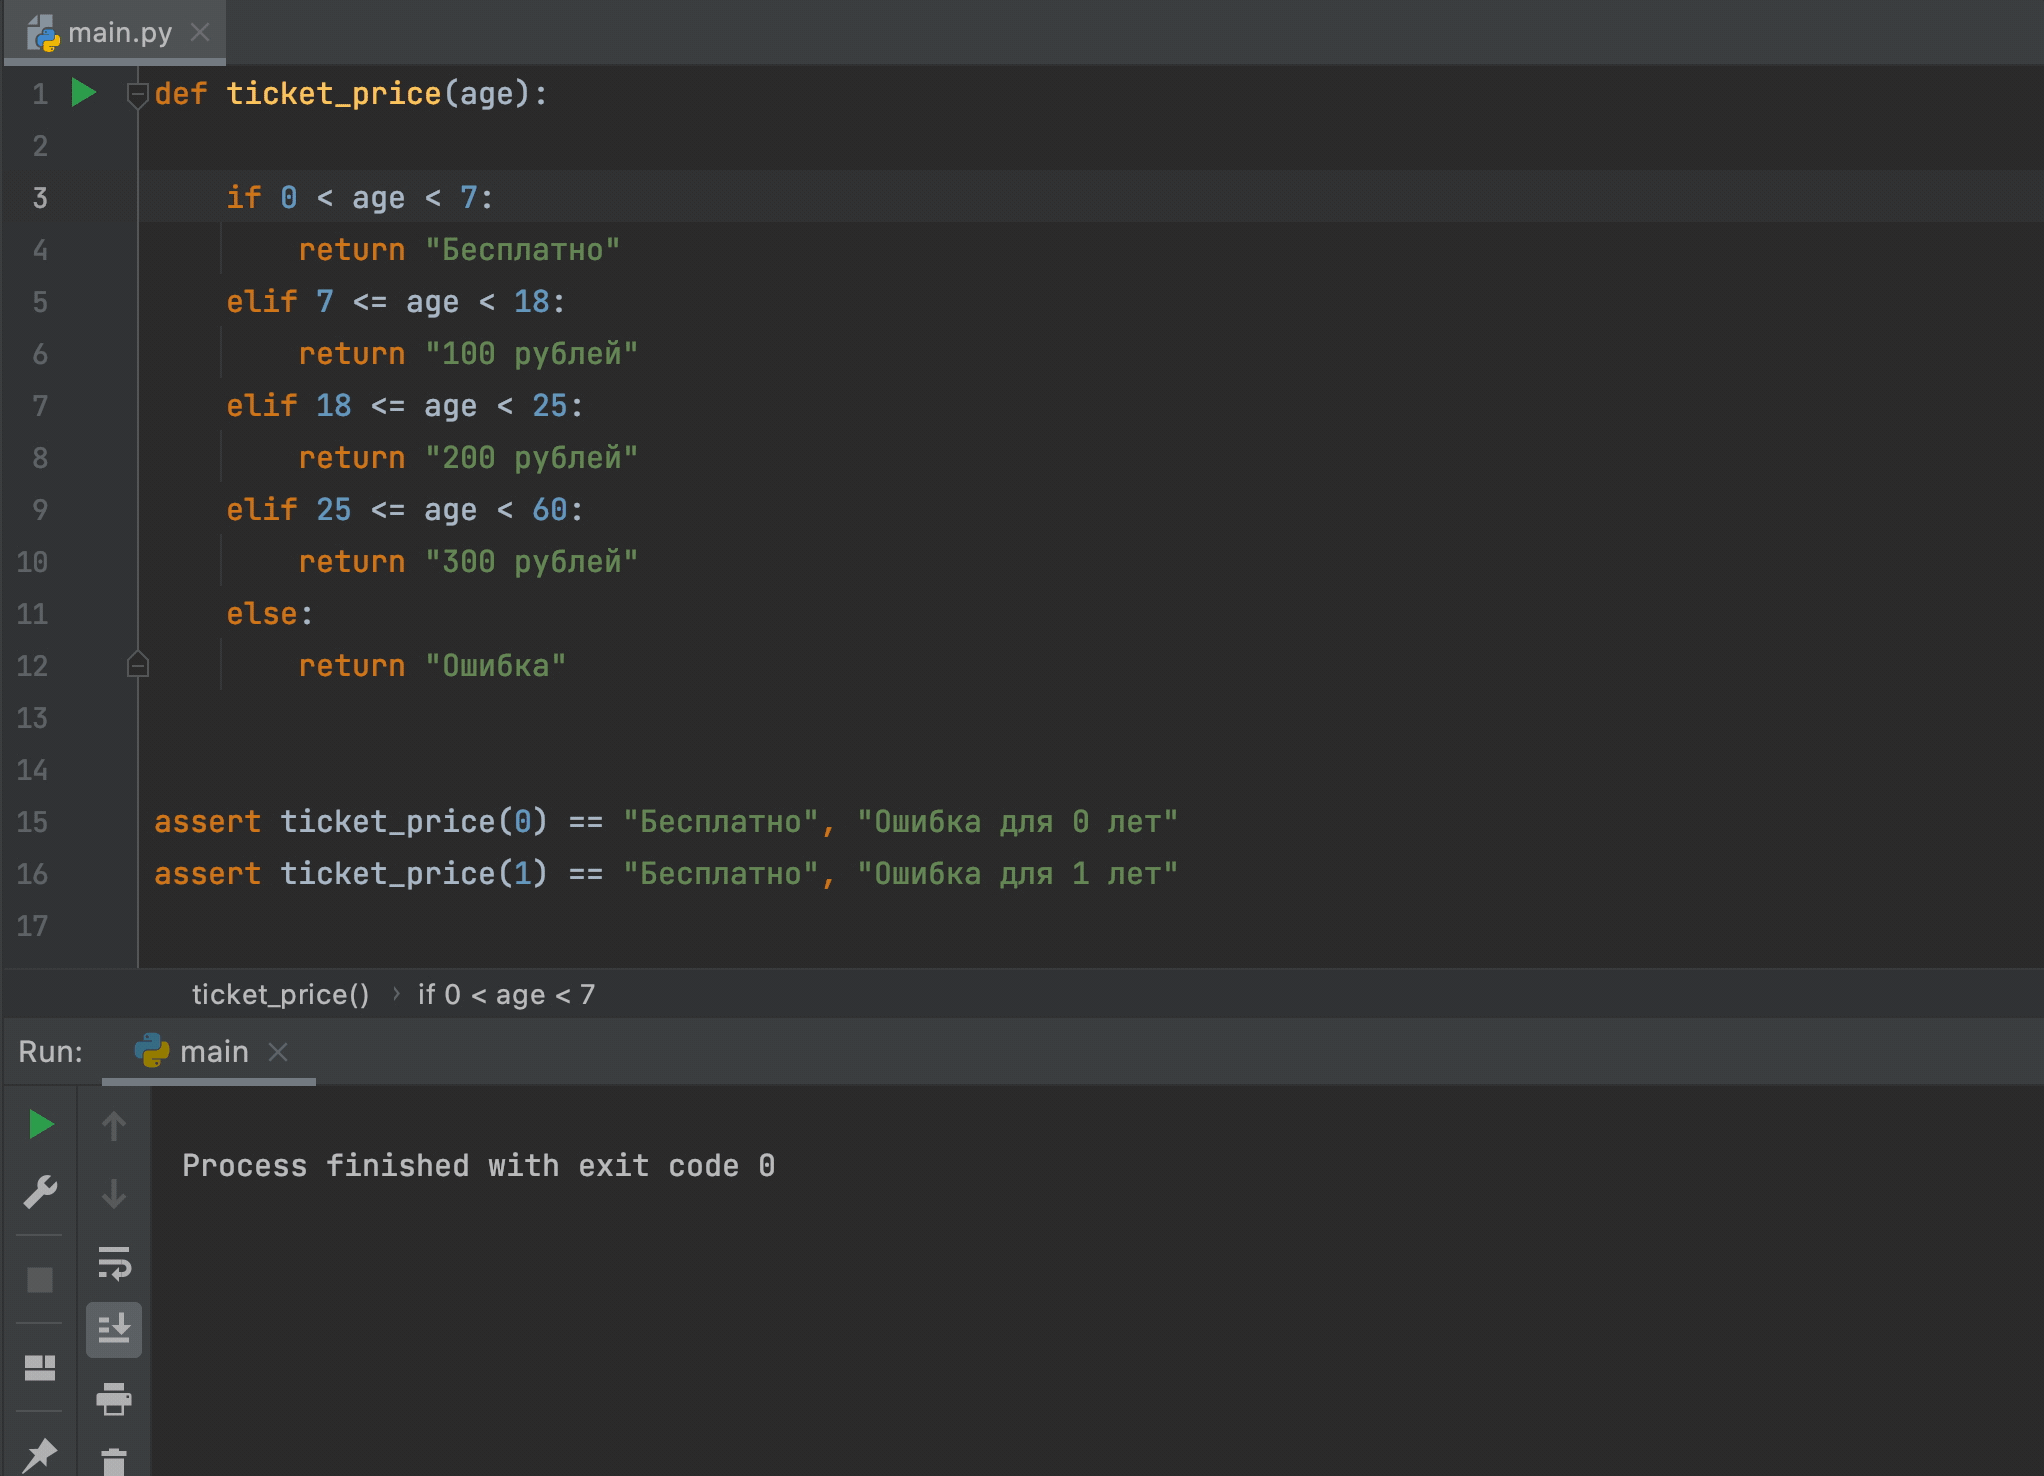 main.py
1 def ticket_price(age):
2
3 if 0 < age < 7:
4 return "Бесплатно"
5 elif 7 <= age < 18:
6 return "100 рублей"
7 elif 18 <= age < 25:
8 return "200 рублей"
9 elif 25 <= age < 60:
10 return "300 рублей"
11 else:
12 return "Ошибка"
13
14
15 assert ticket_price(0) == "Бесплатно", "Ошибка для 0 лет"
16 assert ticket_price(1) == "Бесплатно", "Ошибка для 1 лет"
17
ticket_price() › if 0 < age < 7
Run: main
Process finished with exit code 0